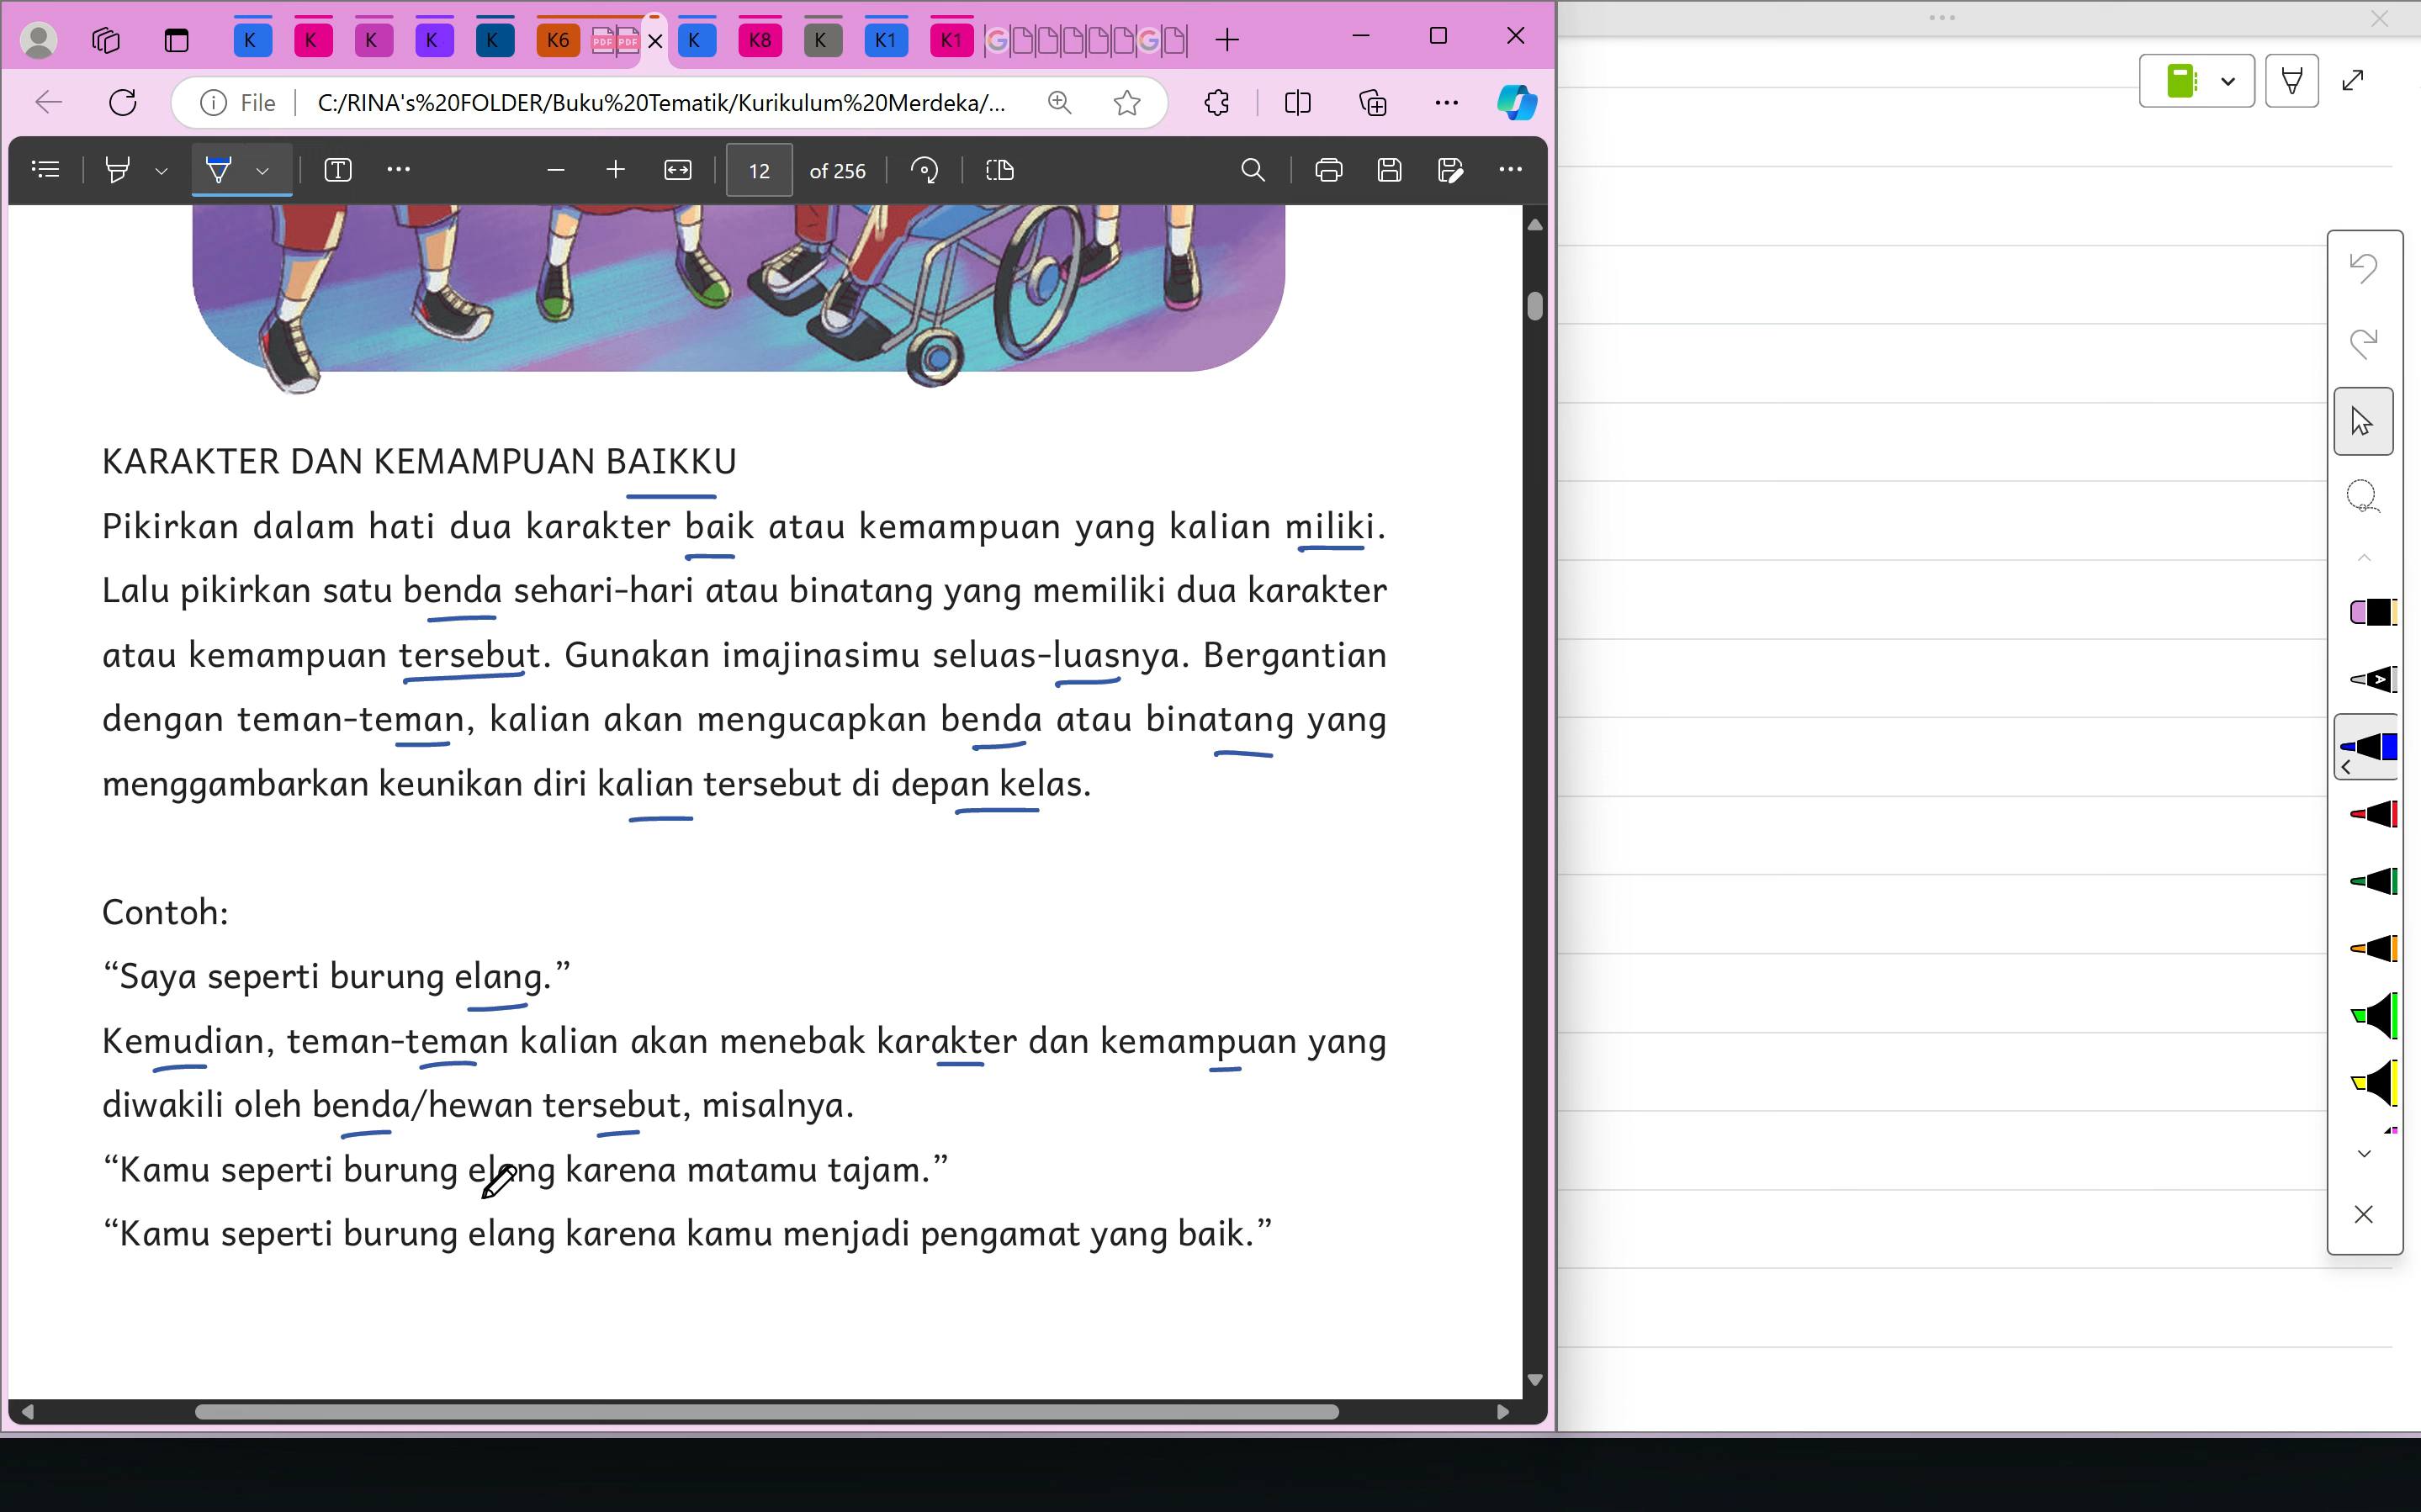 K K K K K K6 PDF PDF K K8 K K1 K1 G G
File C:/RINA's%20FOLDER/Buku%20Tematik/Kurikulum%20Merdeka/...
12 of 256
KARAKTER DAN KEMAMPUAN BAIKKU
Pikirkan dalam hati dua karakter baik atau kemampuan yang kalian miliki.
Lalu pikirkan satu benda sehari-hari atau binatang yang memiliki dua karakter
atau kemampuan tersebut. Gunakan imajinasimu seluas-luasnya. Bergantian
dengan teman-teman, kalian akan mengucapkan benda atau binatang yang
menggambarkan keunikan diri kalian tersebut di depan kelas.
Contoh:
“Saya seperti burung elang.”
Kemudian, teman-teman kalian akan menebak karakter dan kemampuan yang
diwakili oleh benda/hewan tersebut, misalnya.
“Kamu seperti burung elang karena matamu tajam.”
“Kamu seperti burung elang karena kamu menjadi pengamat yang baik.”